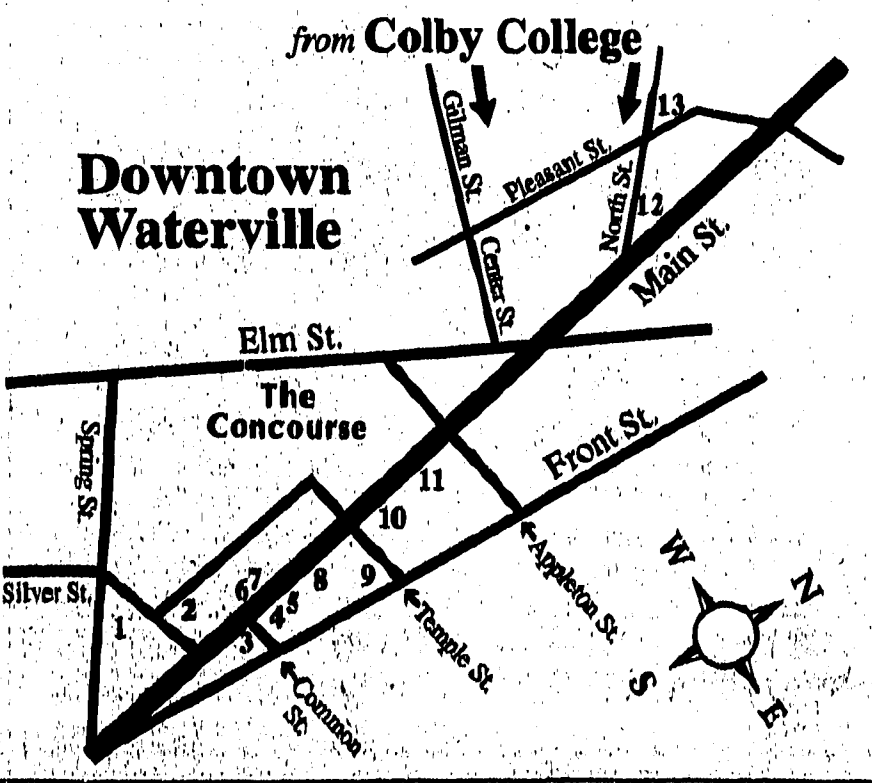 from Colby College
Downtown
Waterville
Gilman St.
Pleasant St.
North St.
13
12
Main St.
Center St.
Elm St.
The
Concourse
Spring St.
Front St.
11
10
Silver St.
1
2
6
7
8
9
3
4
5
Appleton St.
Temple St.
Common
St.
W
N
S
E